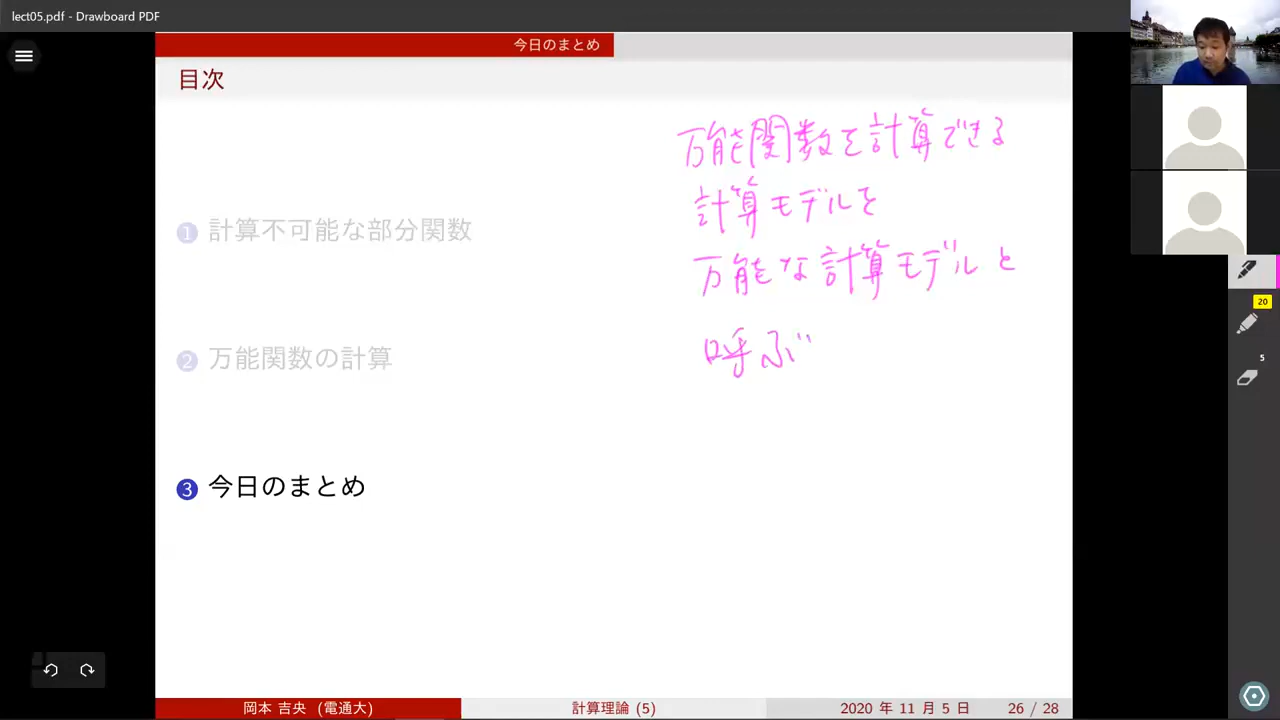 lect05.pdf - Drawboard PDF
今日のまとめ
目次
万能関数を計算できる
計算モデルを
万能な計算モデルと
呼ぶ
1 計算不可能な部分関数
2 万能関数の計算
3 今日のまとめ
20
5
岡本 吉央 (電通大)
計算理論 (5)
2020 年 11 月 5 日
26 / 28